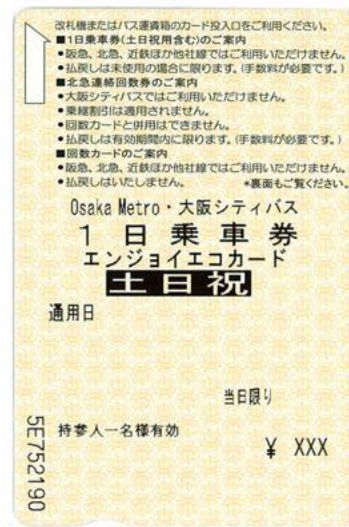 改札機またはバス運賃箱のカード投入口をご利用ください。
■1日乗車券(土日祝用含む)のご案内
●阪急、北急、近鉄ほか他社線ではご利用いただけません。
●払戻しは未使用の場合に限ります。(手数料が必要です。)
■北急連絡回数券のご案内
●大阪シティバスではご利用いただけません。
●乗継割引は適用されません。
●回数カードと併用はできません。
●払戻しは有効期間内に限ります。(手数料が必要です。)
■回数カードのご案内
●阪急、北急、近鉄ほか他社線ではご利用いただけません。
●払戻しはいたしません。 *裏面もご覧ください。
Osaka Metro・大阪シティバス
1日乗車券
エンジョイエコカード
土日祝
通用日
当日限り
持参人一名様有効
¥ XXX
5E752190